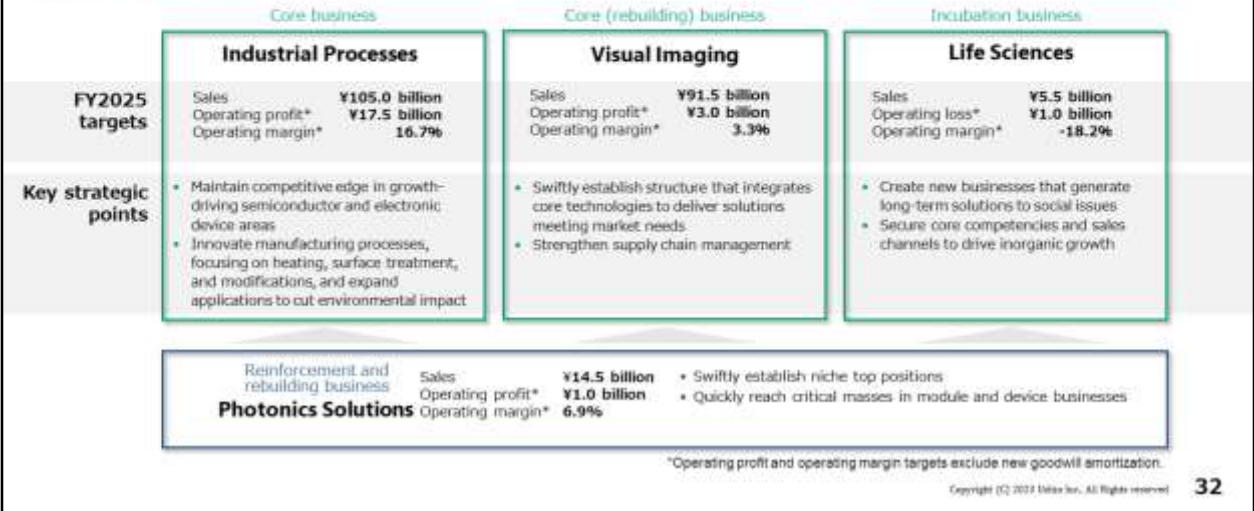 Core business
Industrial Processes
Core (rebuilding) business
Visual Imaging
Incubation business
Life Sciences
FY2025
targets
Sales ¥105.0 billion
Operating profit* ¥17.5 billion
Operating margin* 16.7%
Sales ¥91.5 billion
Operating profit* ¥3.0 billion
Operating margin* 3.3%
Sales ¥5.5 billion
Operating loss* ¥1.0 billion
Operating margin* -18.2%
Key strategic
points
• Maintain competitive edge in growth-
driving semiconductor and electronic
device areas
• Innovate manufacturing processes,
focusing on heating, surface treatment,
and modifications, and expand
applications to cut environmental impact
• Swiftly establish structure that integrates
core technologies to deliver solutions
meeting market needs
• Strengthen supply chain management
• Create new businesses that generate
long-term solutions to social issues
• Secure core competencies and sales
channels to drive inorganic growth
Reinforcement and
rebuilding business
Photonics Solutions
Sales ¥14.5 billion
Operating profit* ¥1.0 billion
Operating margin* 6.9%
• Swiftly establish niche top positions
• Quickly reach critical masses in module and device businesses
*Operating profit and operating margin targets exclude new goodwill amortization.
Copyright (C) Ushio Inc. All Rights reserved
32